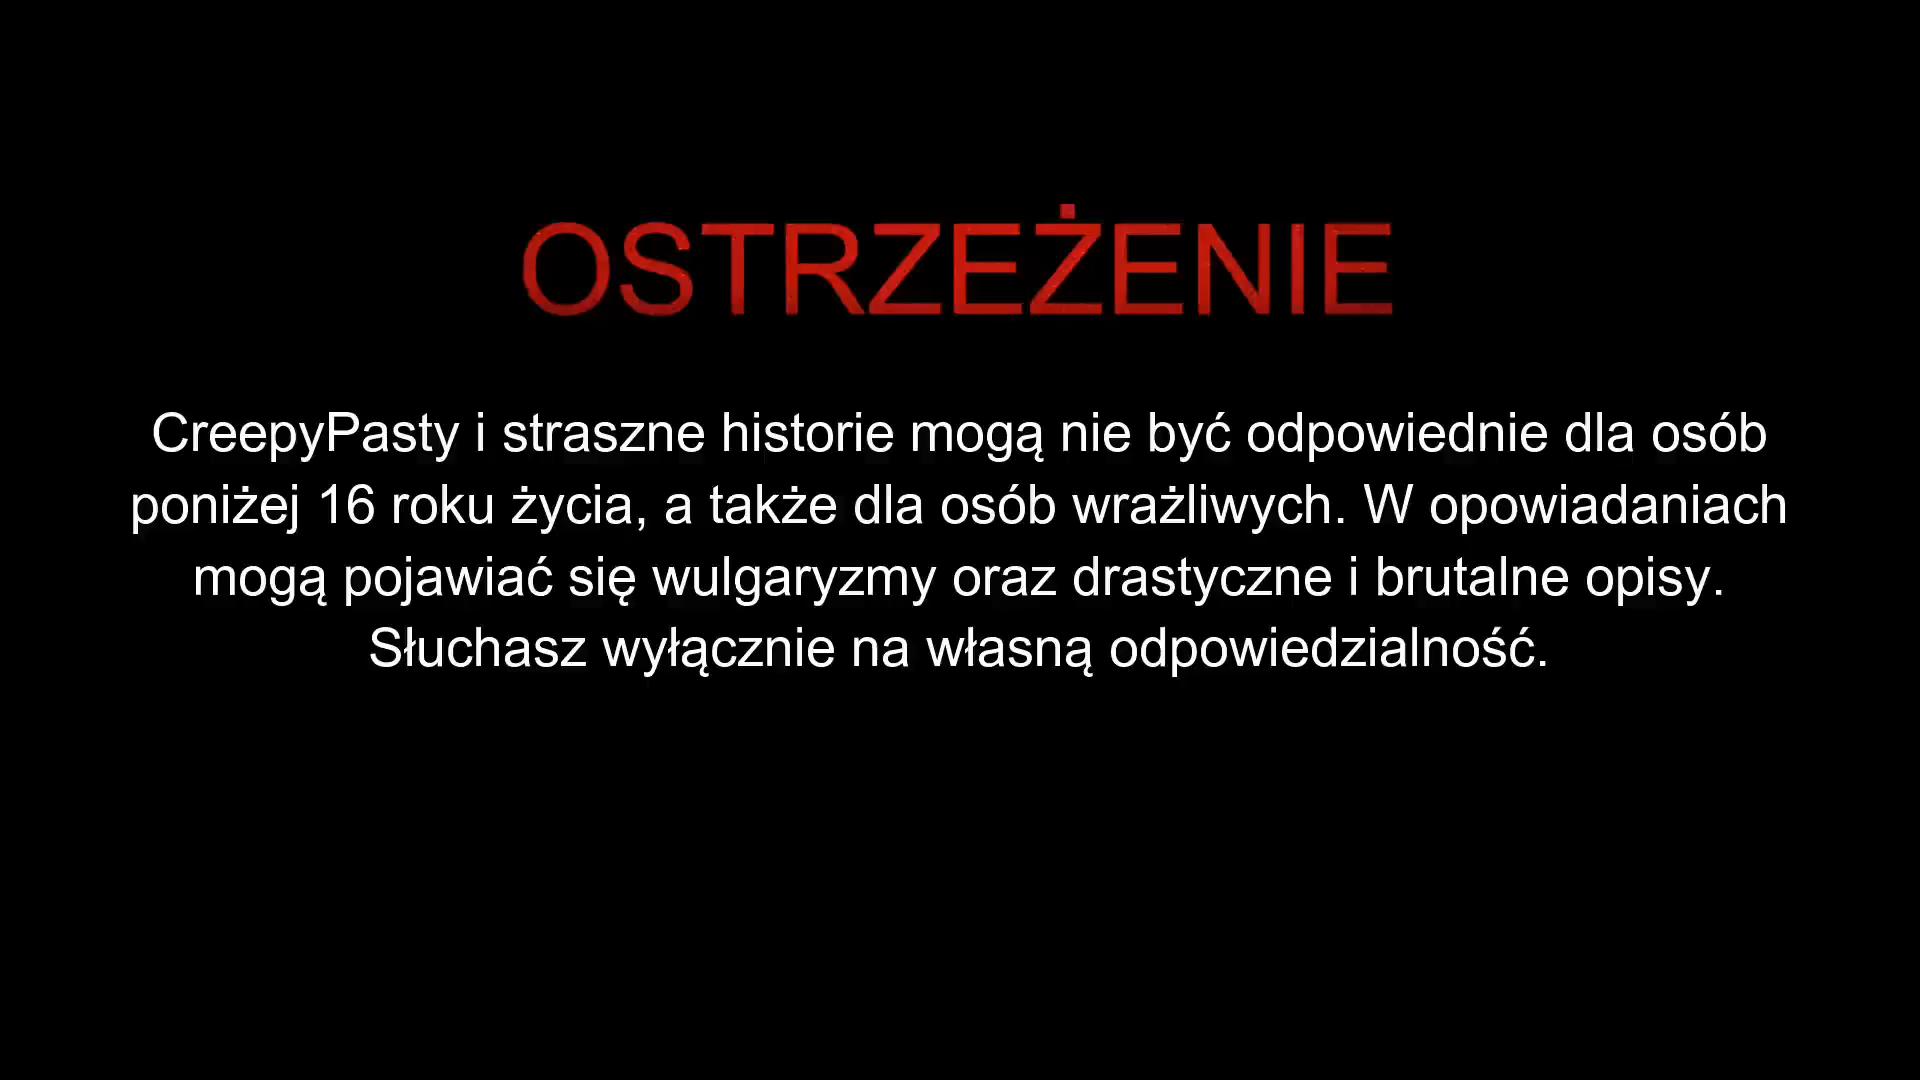 OSTRZEŻENIE
CreepyPasty i straszne historie mogą nie być odpowiednie dla osób
poniżej 16 roku życia, a także dla osób wrażliwych. W opowiadaniach
mogą pojawiać się wulgaryzmy oraz drastyczne i brutalne opisy.
Słuchasz wyłącznie na własną odpowiedzialność.